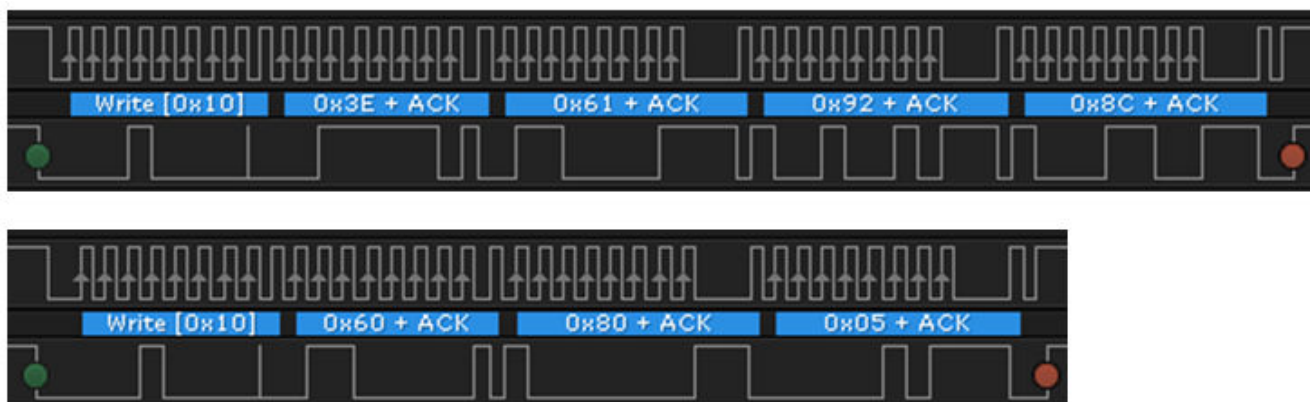 Write [0x10] 0x3E + ACK 0x61 + ACK 0x92 + ACK 0x8C + ACK
Write [0x10] 0x60 + ACK 0x80 + ACK 0x05 + ACK